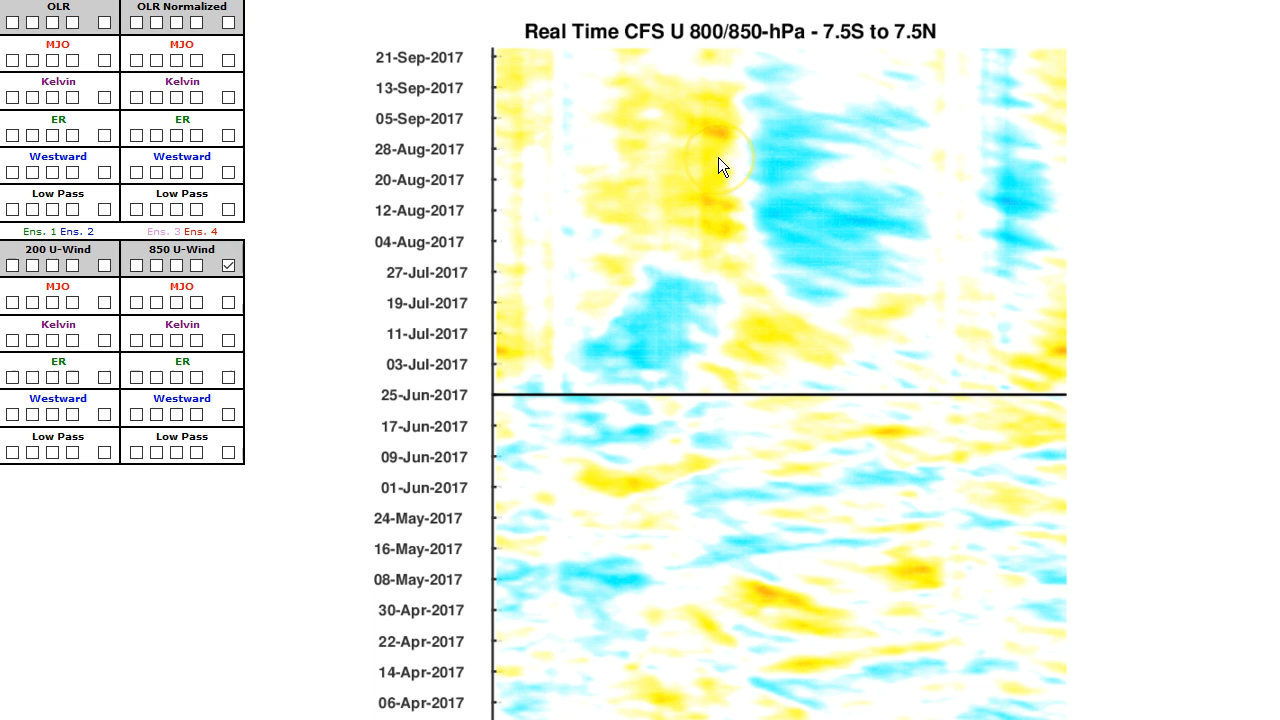 OLR
OLR Normalized
MJO
MJO
Kelvin
Kelvin
ER
ER
Westward
Westward
Low Pass
Low Pass
Ens. 1 Ens. 2
Ens. 3 Ens. 4
200 U-Wind
850 U-Wind
MJO
MJO
Kelvin
Kelvin
ER
ER
Westward
Westward
Low Pass
Low Pass
Real Time CFS U 800/850-hPa - 7.5S to 7.5N
21-Sep-2017
13-Sep-2017
05-Sep-2017
28-Aug-2017
20-Aug-2017
12-Aug-2017
04-Aug-2017
27-Jul-2017
19-Jul-2017
11-Jul-2017
03-Jul-2017
25-Jun-2017
17-Jun-2017
09-Jun-2017
01-Jun-2017
24-May-2017
16-May-2017
08-May-2017
30-Apr-2017
22-Apr-2017
14-Apr-2017
06-Apr-2017